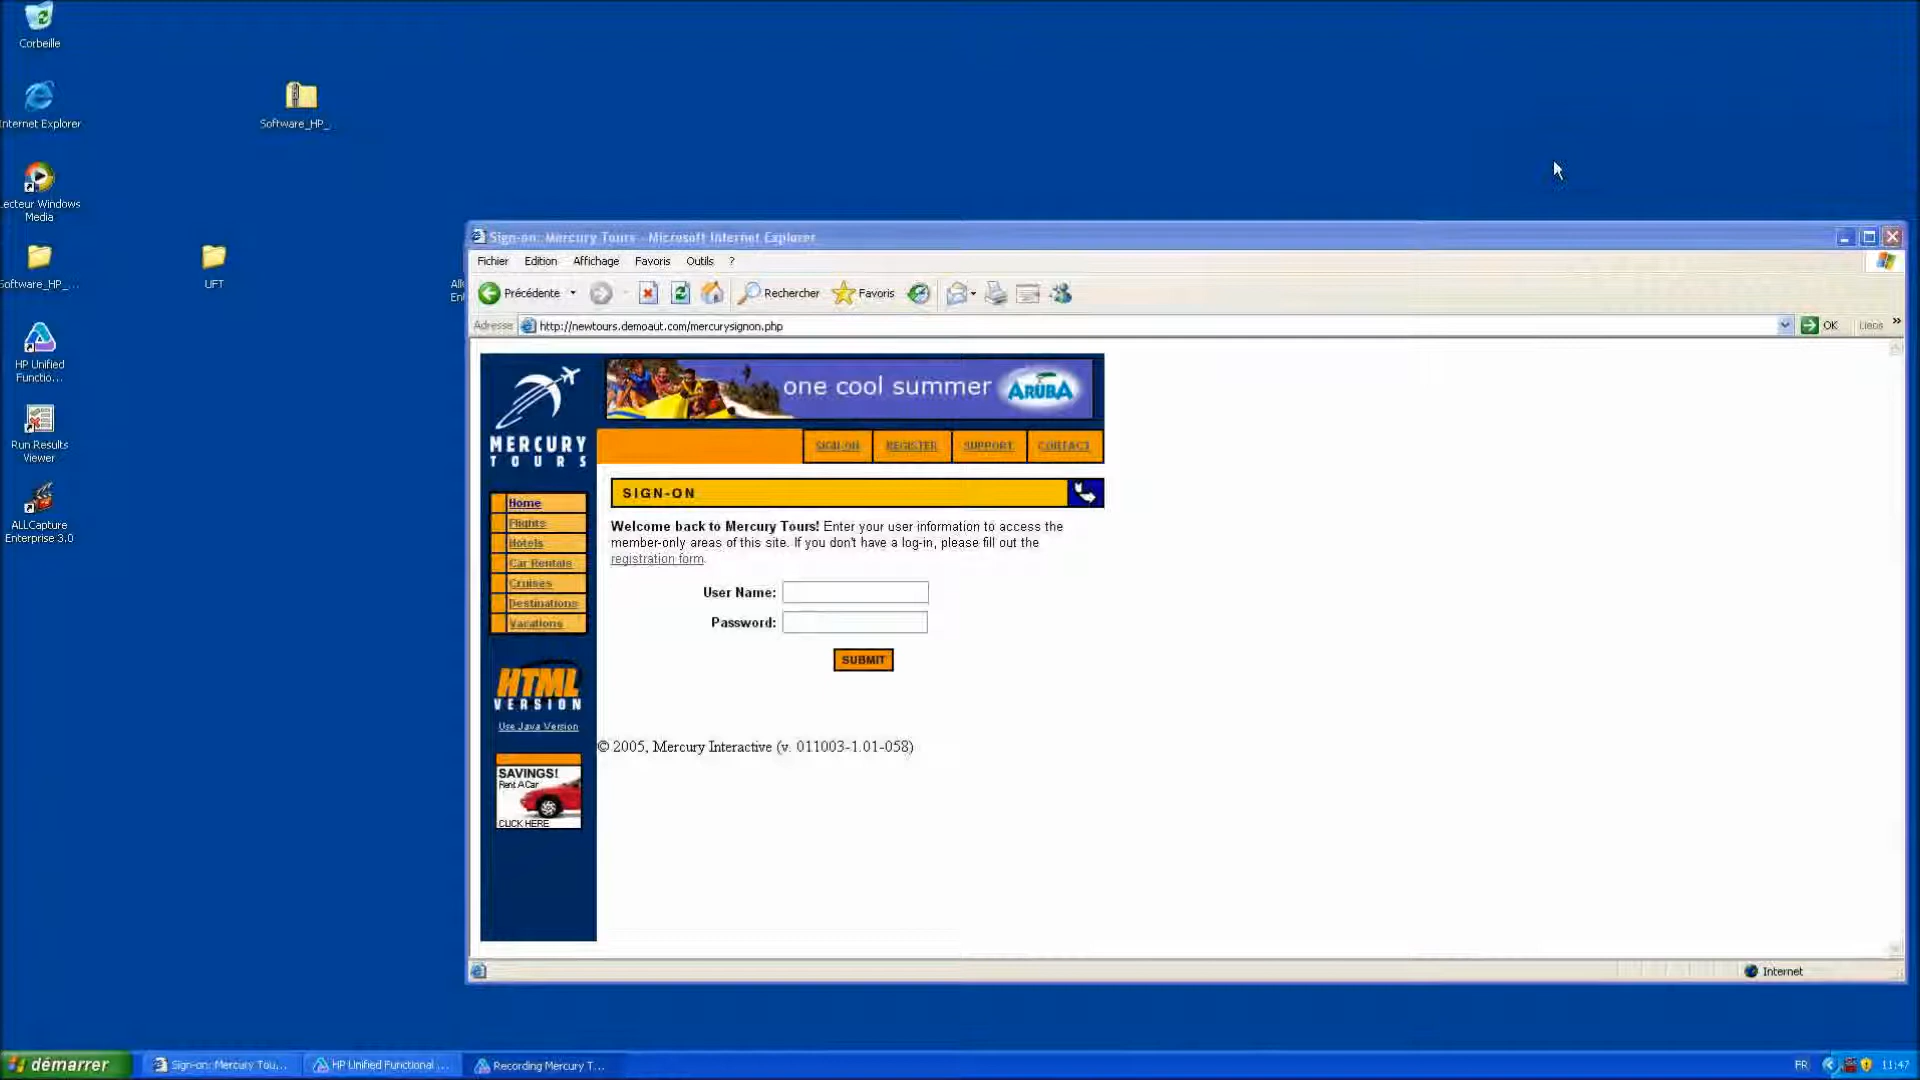 Corbeille
Internet Explorer
Software_HP_...
Lecteur Windows
Media
Software_HP_...
UFT
HP Unified
Functio...
Run Results
Viewer
ALLCapture
Enterprise 3.0
Sign-on: Mercury Tours - Microsoft Internet Explorer
Fichier Edition Affichage Favoris Outils ?
Précédente Rechercher Favoris
Adresse http://newtours.demoaut.com/mercurysignon.php OK Liens »
MERCURY
TOURS
one cool summer ARUBA
SIGN-ON REGISTER SUPPORT CONTACT
Home
Flights
Hotels
Car Rentals
Cruises
Destinations
Vacations
HTML
VERSION
Use Java Version
SAVINGS!
Rent A Car
CLICK HERE
SIGN-ON
Welcome back to Mercury Tours! Enter your user information to access the
member-only areas of this site. If you don't have a log-in, please fill out the
registration form.
User Name:
Password:
SUBMIT
© 2005, Mercury Interactive (v. 011003-1.01-058)
Internet
démarrer Sign-on: Mercury Tou... HP Unified Functional ... Recording Mercury T... FR 11:47